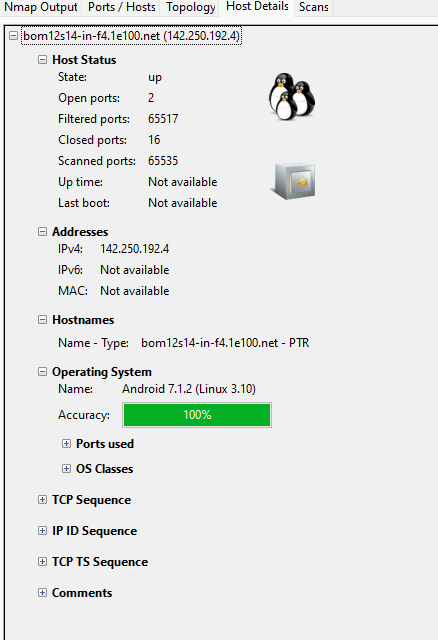 Nmap Output Ports / Hosts Topology Host Details Scans
bom12s14-in-f4.1e100.net (142.250.192.4)
Host Status
State: up
Open ports: 2
Filtered ports: 65517
Closed ports: 16
Scanned ports: 65535
Up time: Not available
Last boot: Not available
Addresses
IPv4: 142.250.192.4
IPv6: Not available
MAC: Not available
Hostnames
Name - Type: bom12s14-in-f4.1e100.net - PTR
Operating System
Name: Android 7.1.2 (Linux 3.10)
Accuracy: 100%
Ports used
OS Classes
TCP Sequence
IP ID Sequence
TCP TS Sequence
Comments